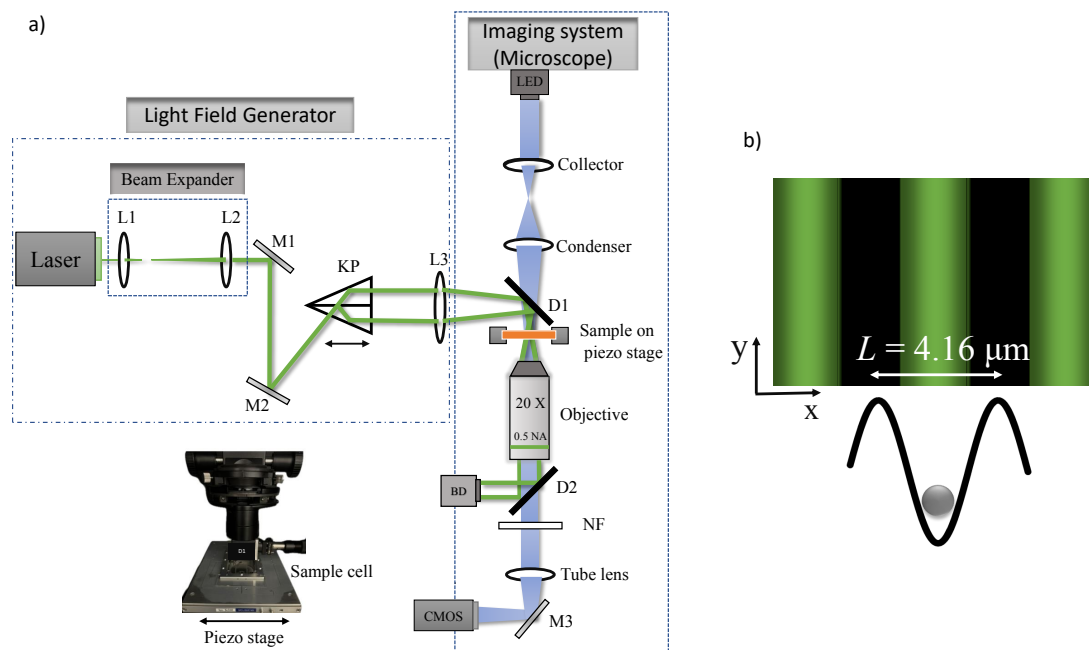 a)
Imaging system
(Microscope)
LED
Light Field Generator
Collector
b)
Beam Expander
L1
L2
M1
Laser
Condenser
KP
L3
D1
Sample on
piezo stage
L = 4.16 μm
y
x
M2
20 X
Objective
0.5 NA
BD
D2
NF
D1
Sample cell
Tube lens
CMOS
M3
Piezo stage